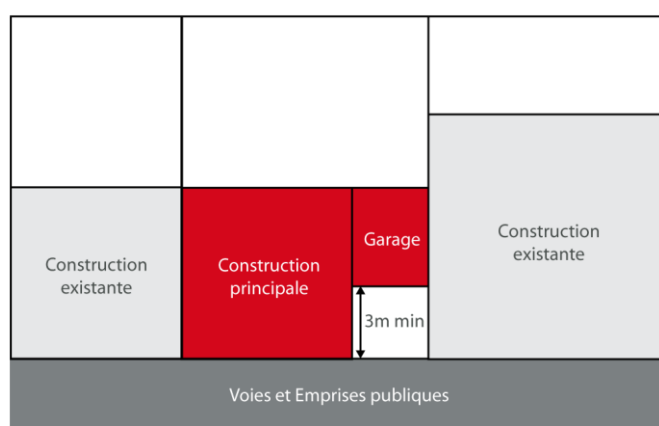 Garage
Construction
existante
Construction
existante
Construction
principale
3m min
Voies et Emprises publiques